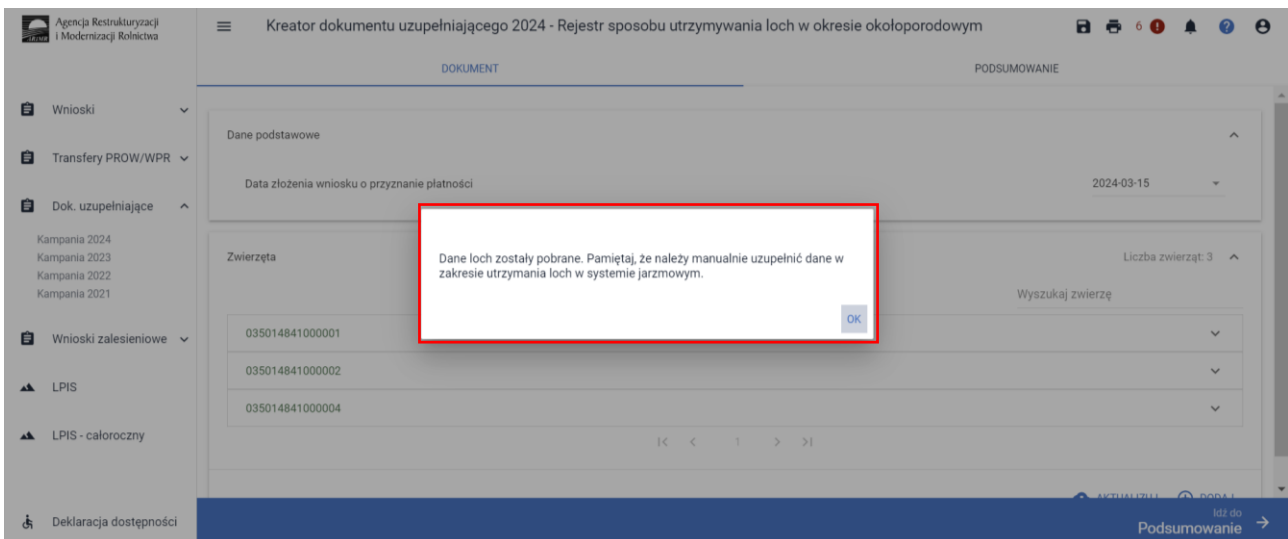 Agencja Restrukturyzacji
i Modernizacji Rolnictwa
ARiMR
Kreator dokumentu uzupełniającego 2024 - Rejestr sposobu utrzymywania loch w okresie okołoporodowym
6
DOKUMENT
PODSUMOWANIE
Wnioski
Transfery PROW/WPR
Dok. uzupełniające
Kampania 2024
Kampania 2023
Kampania 2022
Kampania 2021
Wnioski zalesieniowe
LPIS
LPIS - całoroczny
Deklaracja dostępności
Dane podstawowe
Data złożenia wniosku o przyznanie płatności
2024-03-15
Zwierzęta
Liczba zwierząt: 3
Wyszukaj zwierzę
Dane loch zostały pobrane. Pamiętaj, że należy manualnie uzupełnić dane w
zakresie utrzymania loch w systemie jarzmowym.
OK
035014841000001
035014841000002
035014841000004
1
AKTUALIZUJ
DODAJ
Idź do
Podsumowanie